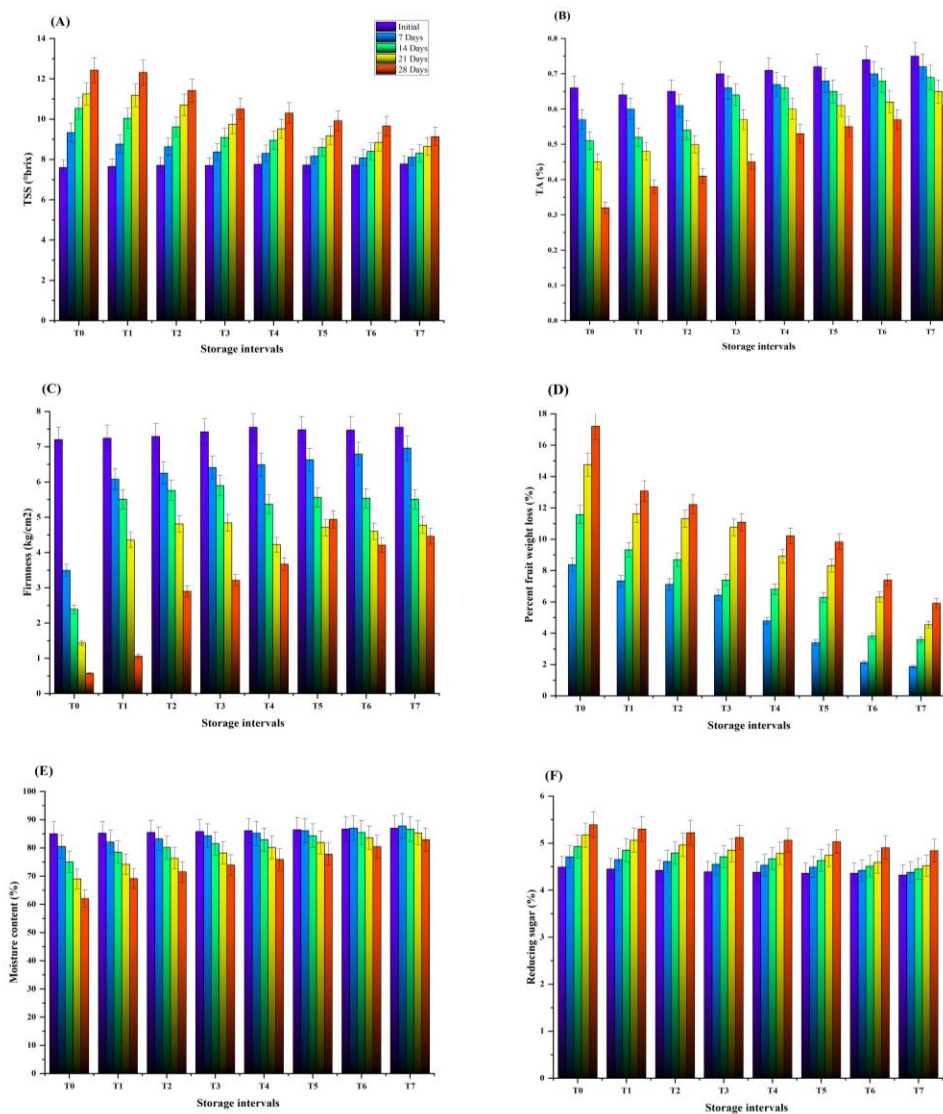 (A)
TSS (°brix)
14
12
10
8
6
4
2
0
T0 T1 T2 T3 T4 T5 T6 T7
Storage intervals
Initial
7 Days
14 Days
21 Days
28 Days
(B)
TA (%)
0.8
0.7
0.6
0.5
0.4
0.3
0.2
0.1
0.0
T0 T1 T2 T3 T4 T5 T6 T7
Storage intervals
(C)
Firmness (kg/cm2)
8
7
6
5
4
3
2
1
0
T0 T1 T2 T3 T4 T5 T6 T7
Storage intervals
(D)
Percent fruit weight loss (%)
18
16
14
12
10
8
6
4
2
0
T0 T1 T2 T3 T4 T5 T6 T7
Storage intervals
(E)
Moisture content (%)
100
90
80
70
60
50
40
30
20
10
0
T0 T1 T2 T3 T4 T5 T6 T7
Storage intervals
(F)
Reducing sugar (%)
6
5
4
3
2
1
0
T0 T1 T2 T3 T4 T5 T6 T7
Storage intervals